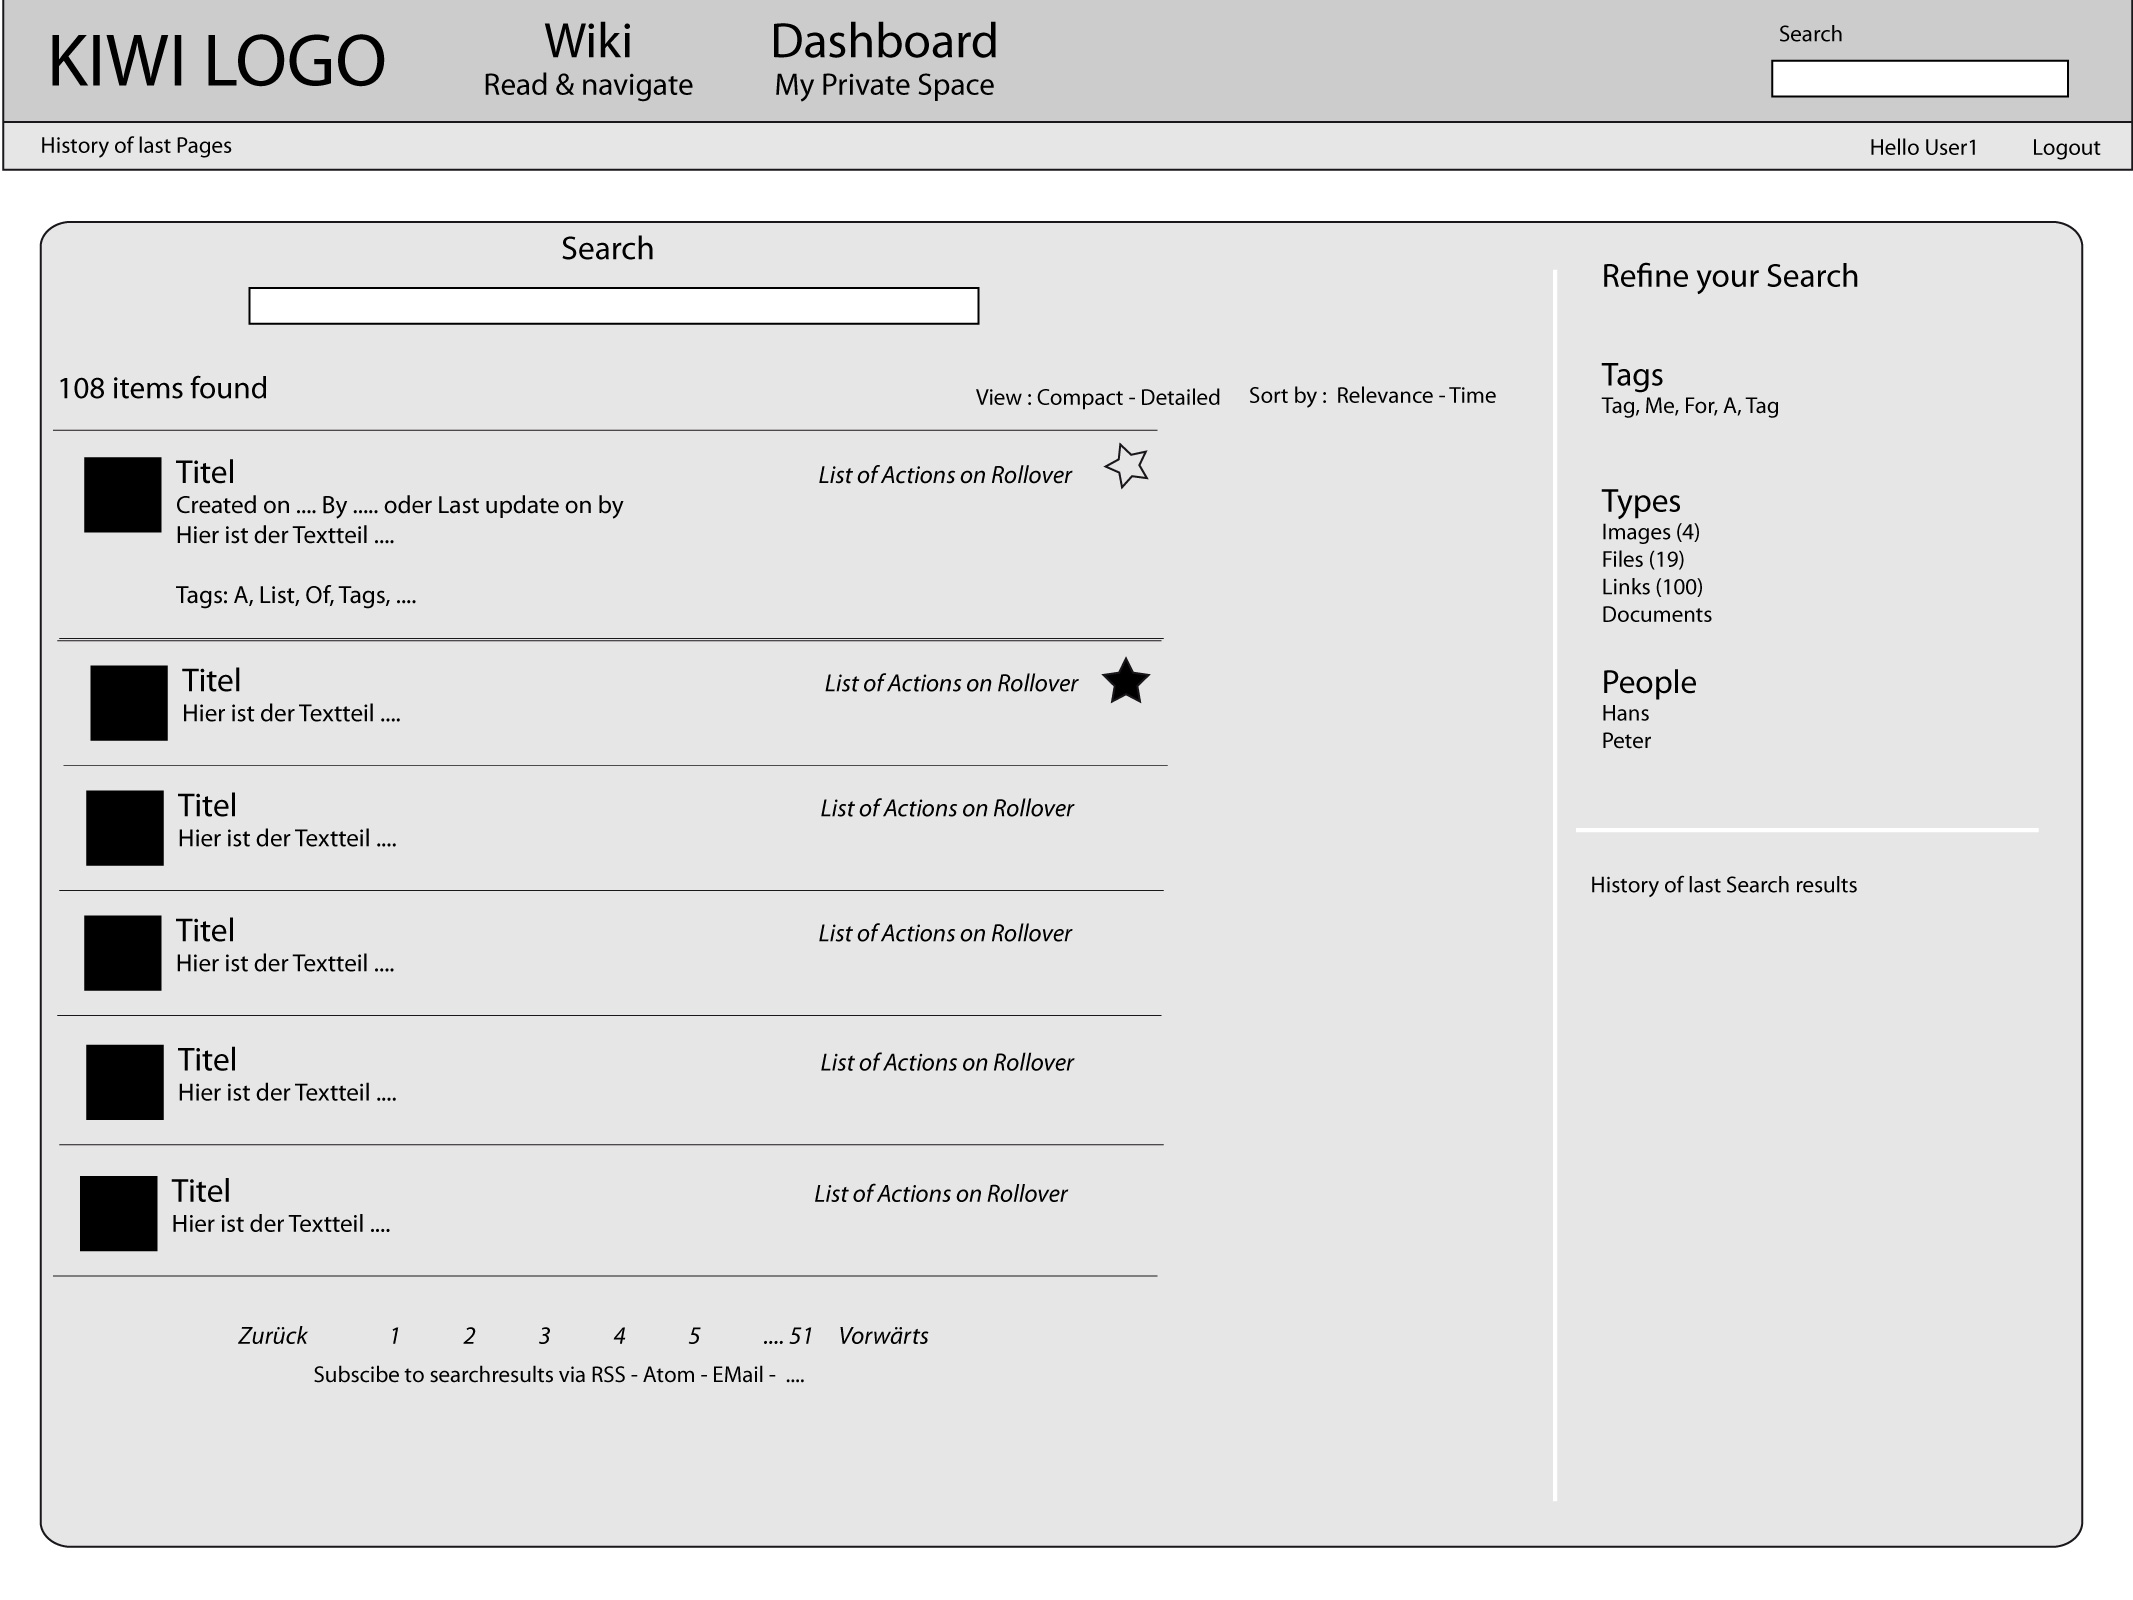 KIWI LOGO
Wiki
Read & navigate
Dashboard
My Private Space
Search
History of last Pages
Hello User1
Logout
Search
108 items found
View : Compact - Detailed
Sort by :  Relevance - Time
Titel
List of Actions on Rollover
Created on .... By ..... oder Last update on by
Hier ist der Textteil ....
Tags: A, List, Of, Tags, ....
Titel
List of Actions on Rollover
Hier ist der Textteil ....
Titel
List of Actions on Rollover
Hier ist der Textteil ....
Titel
List of Actions on Rollover
Hier ist der Textteil ....
Titel
List of Actions on Rollover
Hier ist der Textteil ....
Titel
List of Actions on Rollover
Hier ist der Textteil ....
Zurück 1 2 3 4 5 .... 51 Vorwärts
Subscibe to searchresults via RSS - Atom - EMail -  ....
Refine your Search
Tags
Tag, Me, For, A, Tag
Types
Images (4)
Files (19)
Links (100)
Documents
People
Hans
Peter
History of last Search results